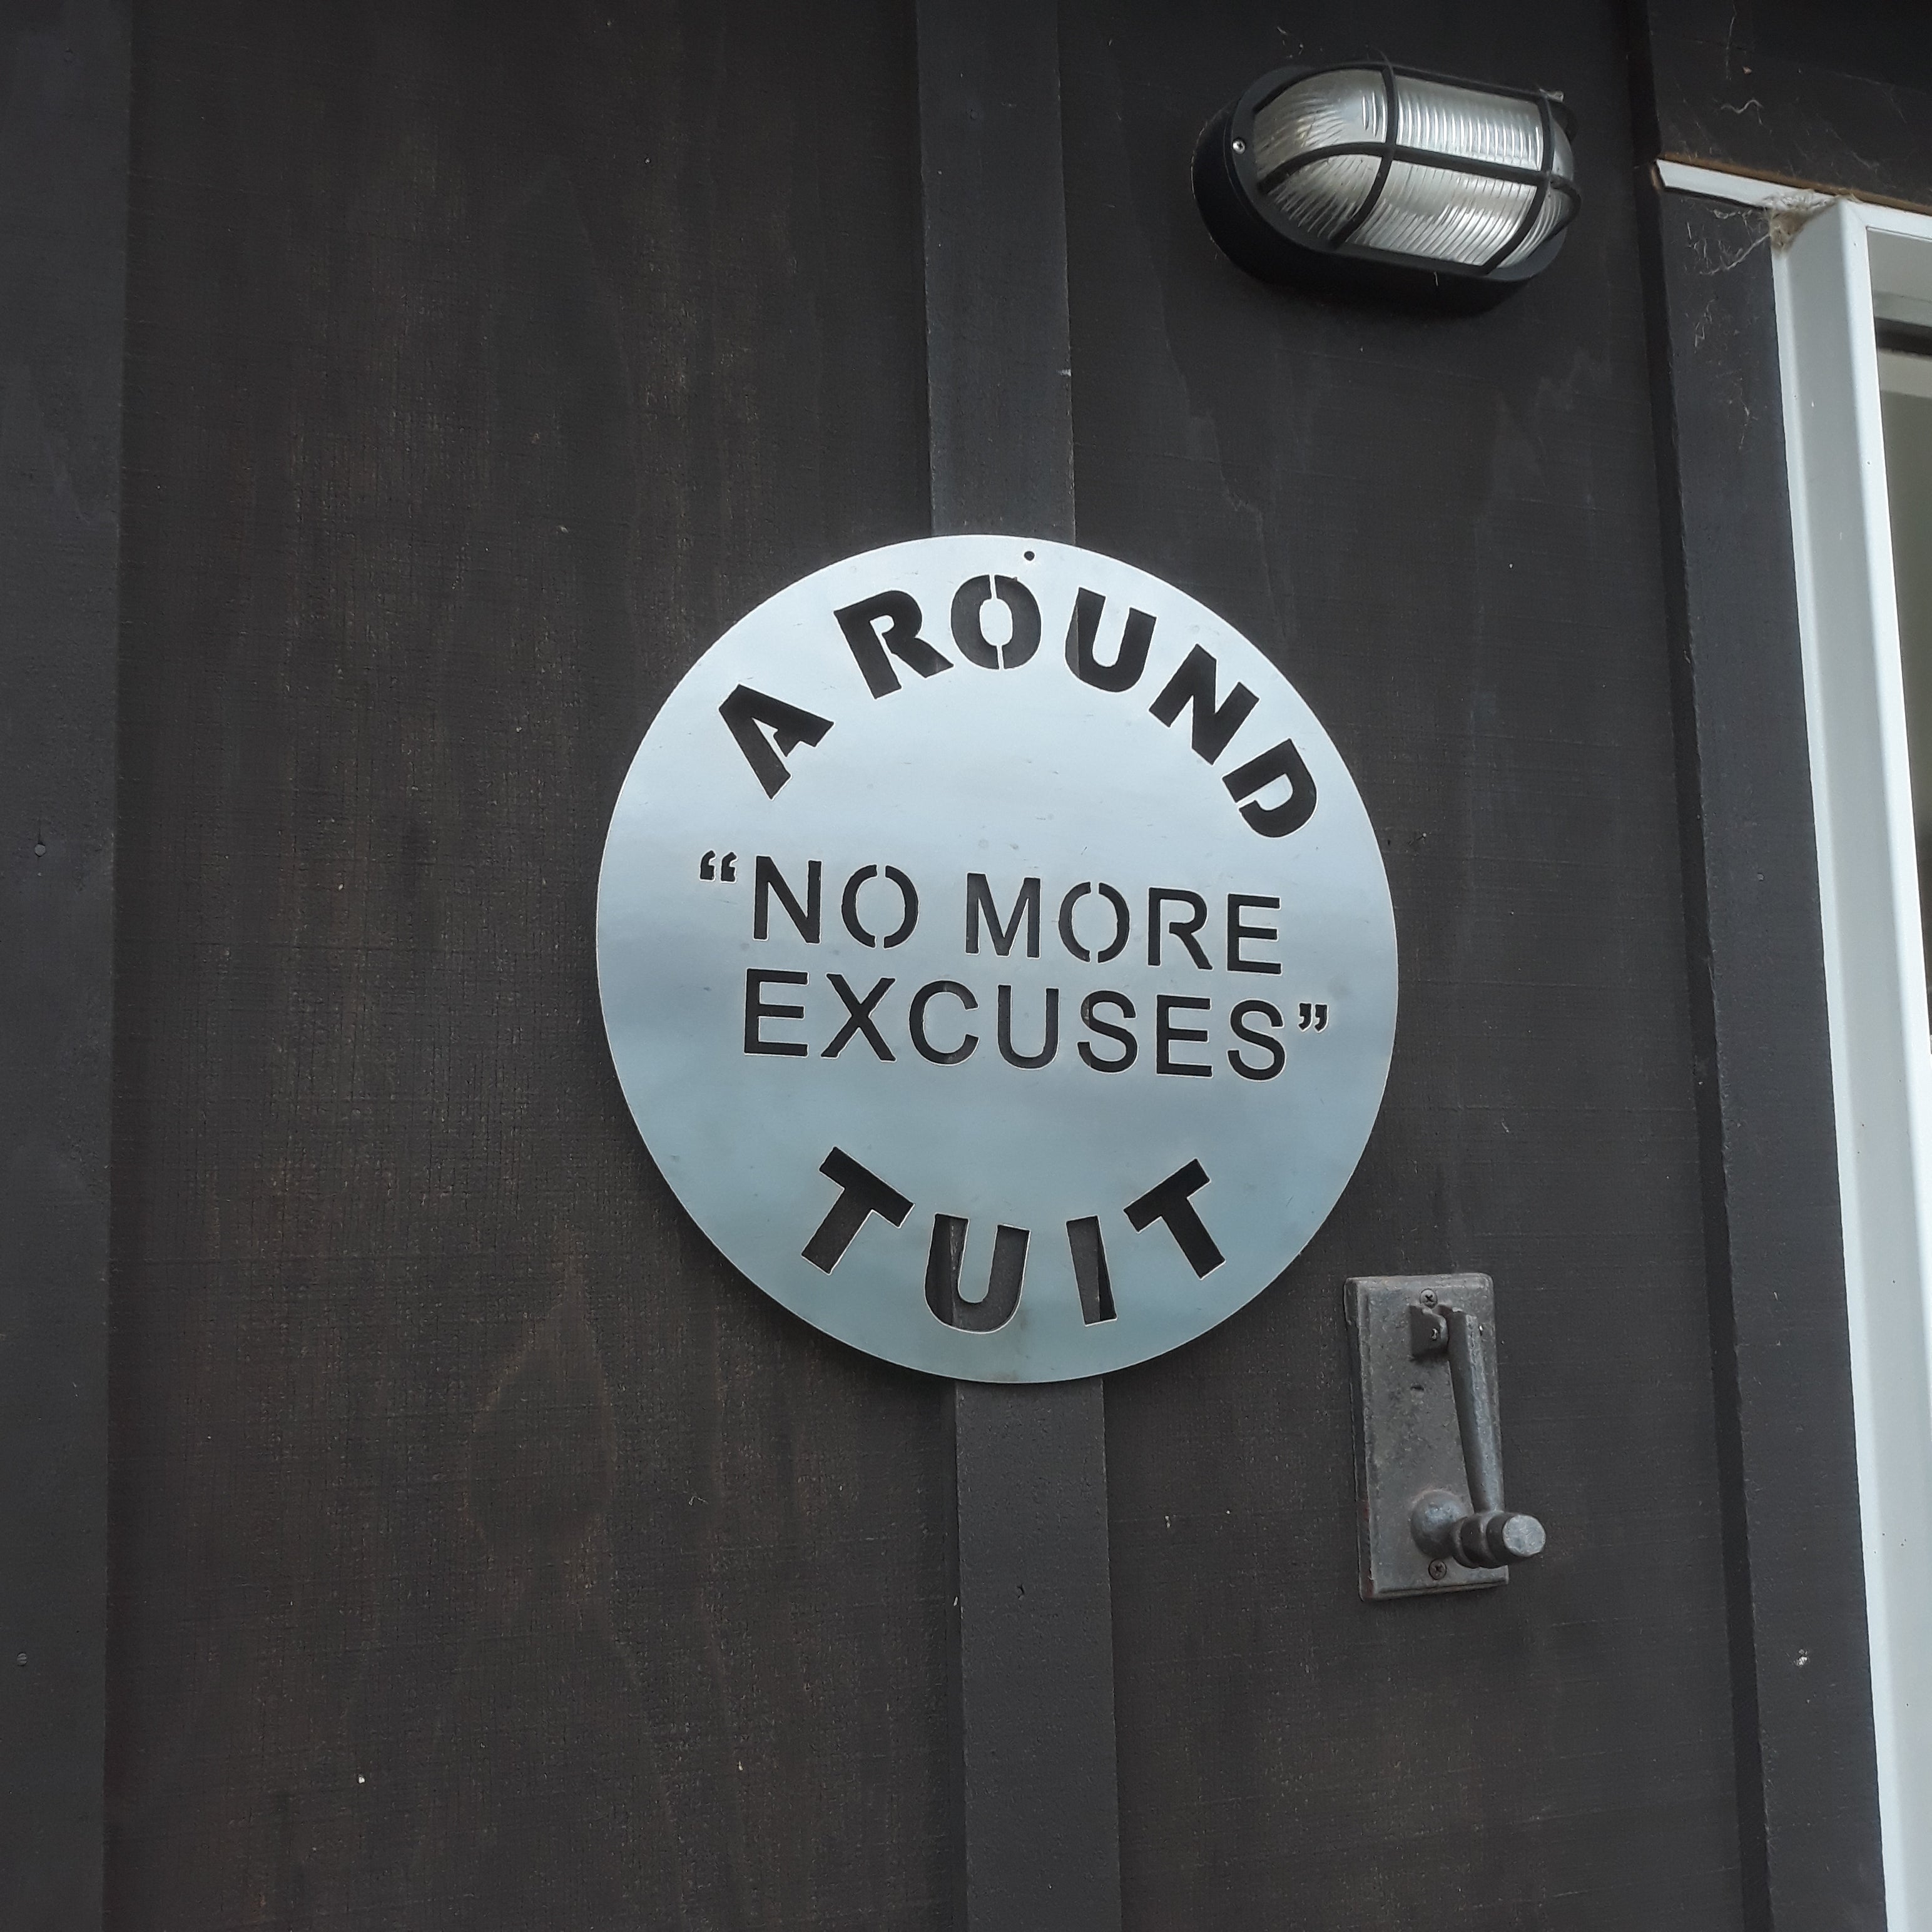 A ROUND
“NO MORE
EXCUSES”
TUIT